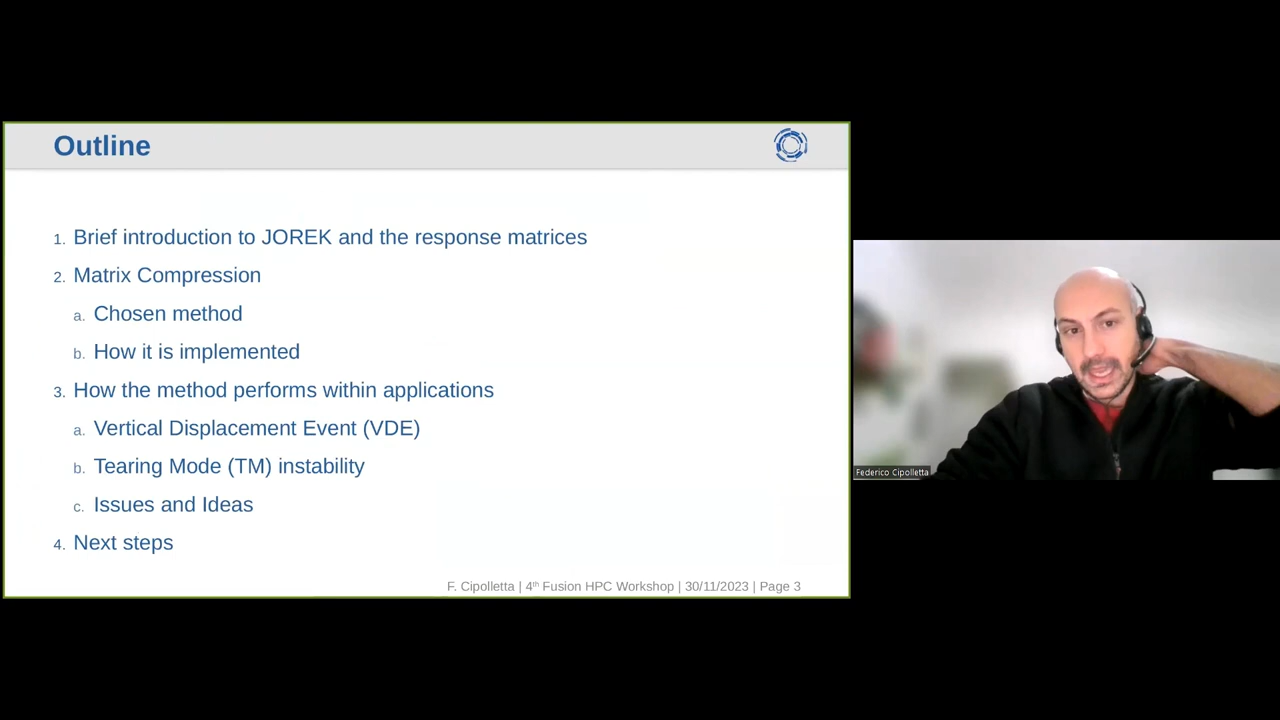 Outline
1. Brief introduction to JOREK and the response matrices
2. Matrix Compression
a. Chosen method
b. How it is implemented
3. How the method performs within applications
a. Vertical Displacement Event (VDE)
b. Tearing Mode (TM) instability
c. Issues and Ideas
4. Next steps
F. Cipolletta | 4th Fusion HPC Workshop | 30/11/2023 | Page 3
Federico Cipolletta